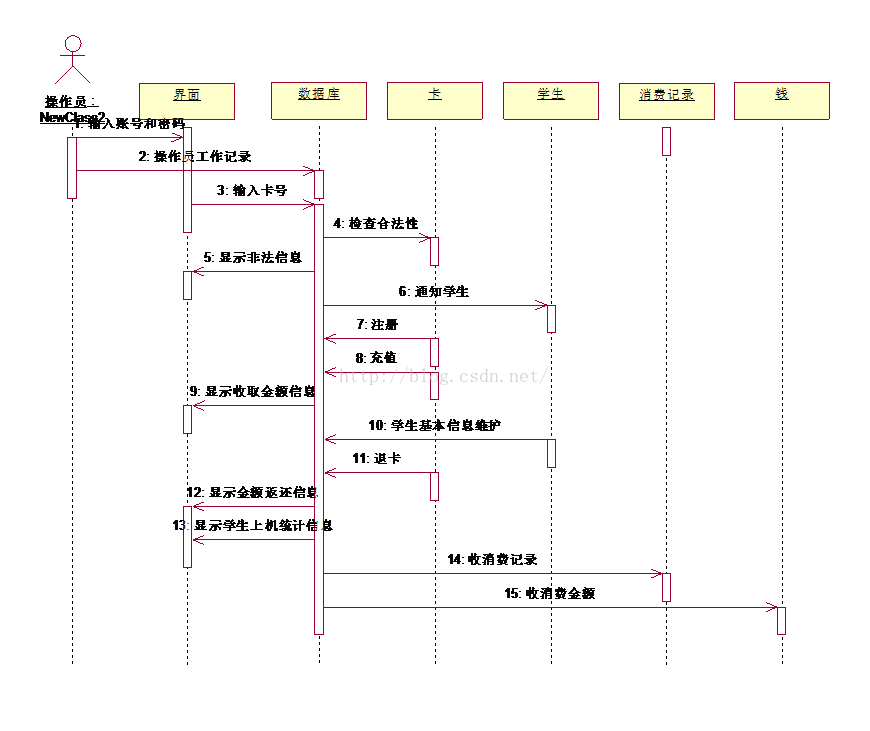 操作员：
NewClass2
界面
数据库
卡
学生
消费记录
钱
1: 输入账号和密码
2: 操作员工作记录
3: 输入卡号
4: 检查合法性
5: 显示非法信息
6: 通知学生
7: 注册
8: 充值
http://blog.csdn.net/
9: 显示收取金额信息
10: 学生基本信息维护
11: 退卡
12: 显示金额返还信息
13: 显示学生上机统计信息
14: 收消费记录
15: 收消费金额